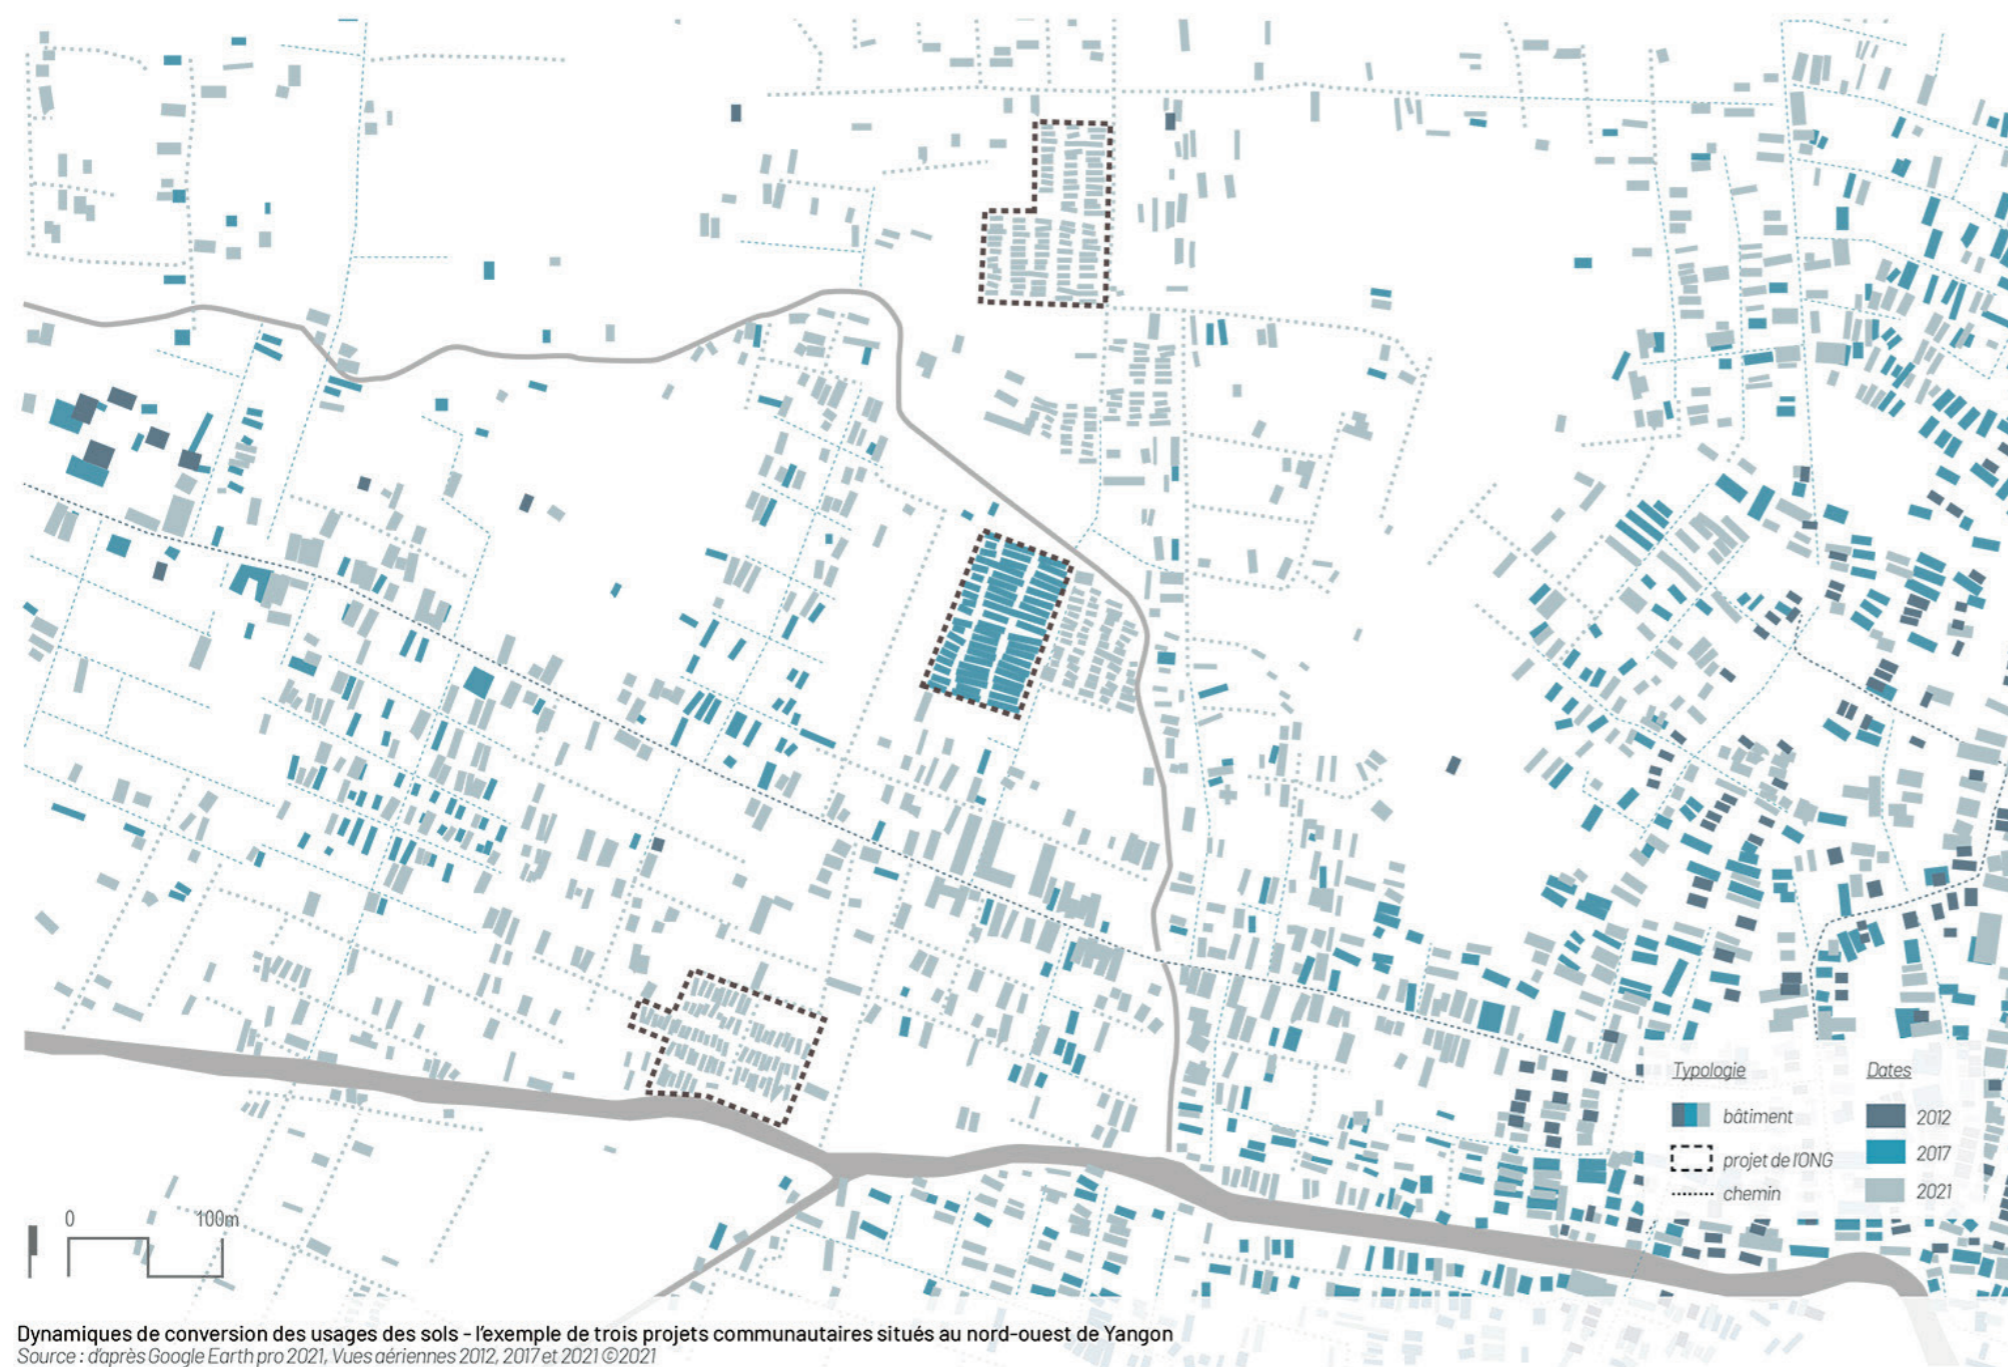 Typologie
Dates
bâtiment
2012
projet de l'ONG
2017
chemin
2021
0
100m
Dynamiques de conversion des usages des sols - l'exemple de trois projets communautaires situés au nord-ouest de Yangon
Source : d'après Google Earth pro 2021, Vues aériennes 2012, 2017 et 2021 ©2021